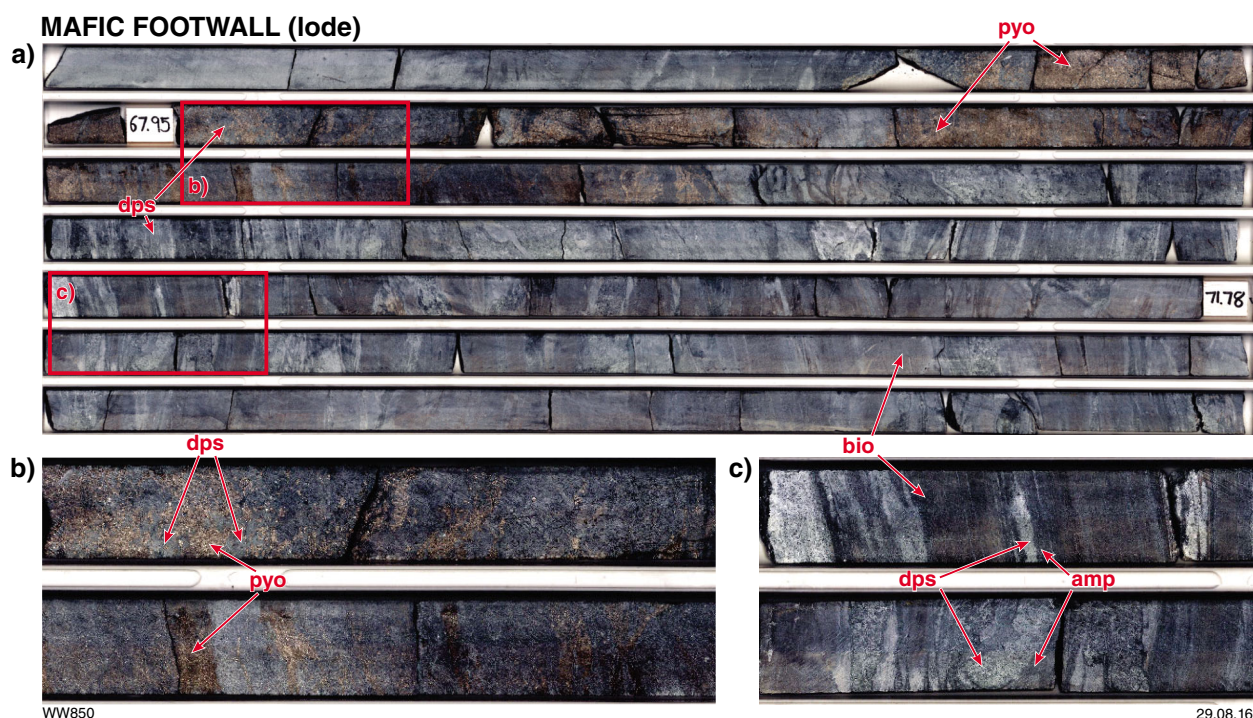 MAFIC FOOTWALL (lode)
a)
pyo
67.95
b)
dps
c)
71.78
bio
b)
dps
pyo
c)
dps
amp
WW850
29.08.16